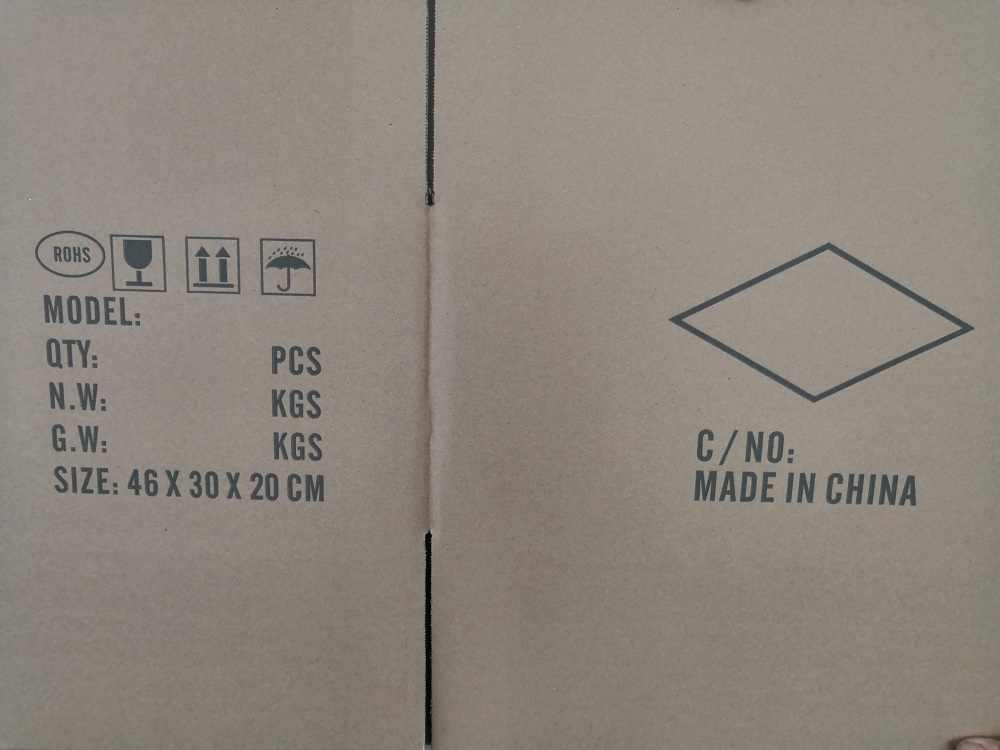 ROHS
MODEL:
QTY: PCS
N.W: KGS
G.W: KGS
SIZE: 46 X 30 X 20 CM
C/NO:
MADE IN CHINA